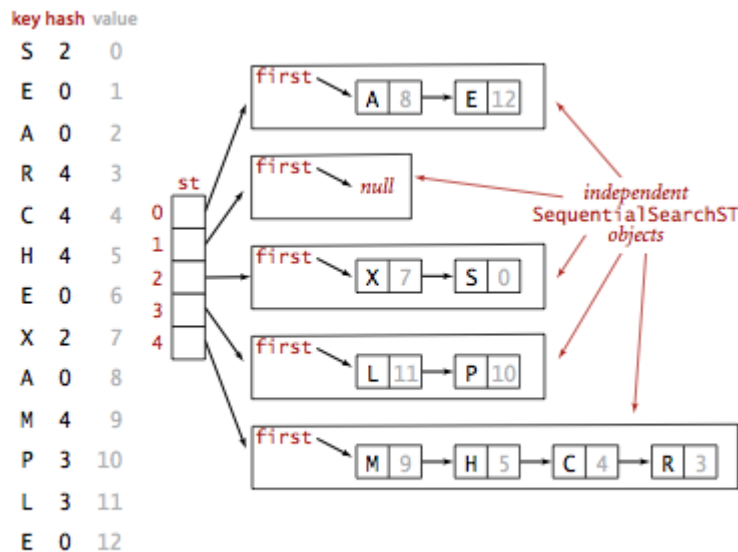 key hash value
S 2 0
E 0 1
A 0 2
R 4 3
C 4 4
H 4 5
E 0 6
X 2 7
A 0 8
M 4 9
P 3 10
L 3 11
E 0 12
st
0
1
2
3
4
first
A 8 E 12
first
null
first
X 7 S 0
first
L 11 P 10
first
M 9 H 5 C 4 R 3
independent
SequentialSearchST
objects